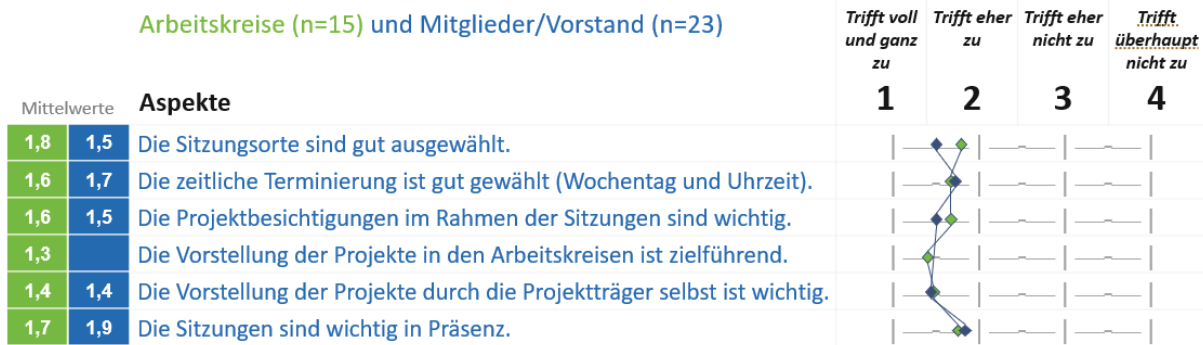 Arbeitskreise (n=15) und Mitglieder/Vorstand (n=23)
Trifft voll und ganz zu
Trifft eher zu
Trifft eher nicht zu
Trifft überhaupt nicht zu
Mittelwerte Aspekte 1 2 3 4
1,8 1,5 Die Sitzungsorte sind gut ausgewählt.
1,6 1,7 Die zeitliche Terminierung ist gut gewählt (Wochentag und Uhrzeit).
1,6 1,5 Die Projektbesichtigungen im Rahmen der Sitzungen sind wichtig.
1,3 Die Vorstellung der Projekte in den Arbeitskreisen ist zielführend.
1,4 1,4 Die Vorstellung der Projekte durch die Projektträger selbst ist wichtig.
1,7 1,9 Die Sitzungen sind wichtig in Präsenz.